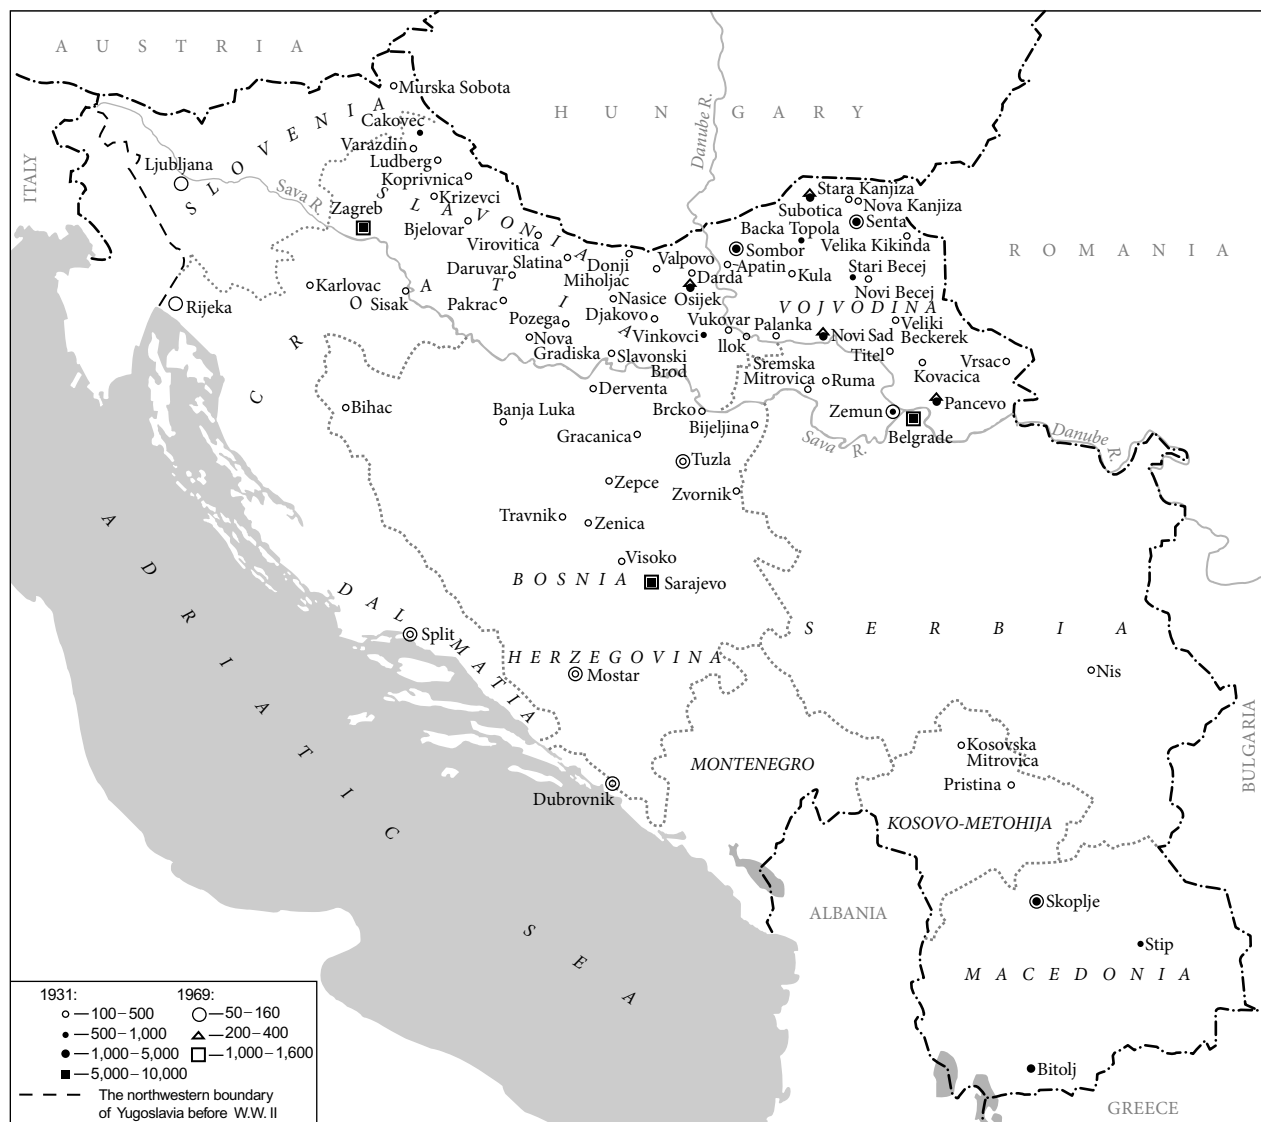 AUSTRIA
HUNGARY
ROMANIA
ITALY
BULGARIA
ALBANIA
GREECE
SLOVENIA
SLAVONIA
CROATIA
VOJVODINA
BOSNIA
HERZEGOVINA
DALMATIA
SERBIA
MONTENEGRO
KOSOVO-METOHIJA
MACEDONIA
ADRIATIC SEA
Danube R.
Sava R.
Sava R.
Danube R.
Murska Sobota
Cakovec
Varazdin
Ludberg
Koprivnica
Krizevci
Ljubljana
Zagreb
Bjelovar
Virovitica
Slatina
Daruvar
Donji
Miholjac
Valpovo
Darda
Osijek
Karlovac
Sisak
Rijeka
Pakrac
Pozega
Nasice
Djakovo
Vinkovci
Vukovar
Ilok
Nova
Gradiska
Slavonski
Brod
Stara Kanjiza
Nova Kanjiza
Subotica
Senta
Backa Topola
Velika Kikinda
Sombor
Apatin
Kula
Stari Becej
Novi Becej
Palanka
Novi Sad
Veliki
Beckerek
Titel
Vrsac
Kovacica
Sremska
Mitrovica
Ruma
Zemun
Pancevo
Belgrade
Derventa
Bihac
Banja Luka
Brcko
Bijeljina
Gracanica
Tuzla
Zepce
Zvornik
Travnik
Zenica
Visoko
Sarajevo
Split
Mostar
Dubrovnik
Nis
Kosovska
Mitrovica
Pristina
Skoplje
Stip
Bitolj
1931: 1969:
—100–500 —50–160
—500–1,000 —200–400
—1,000–5,000 —1,000–1,600
—5,000–10,000
The northwestern boundary
of Yugoslavia before W.W. II